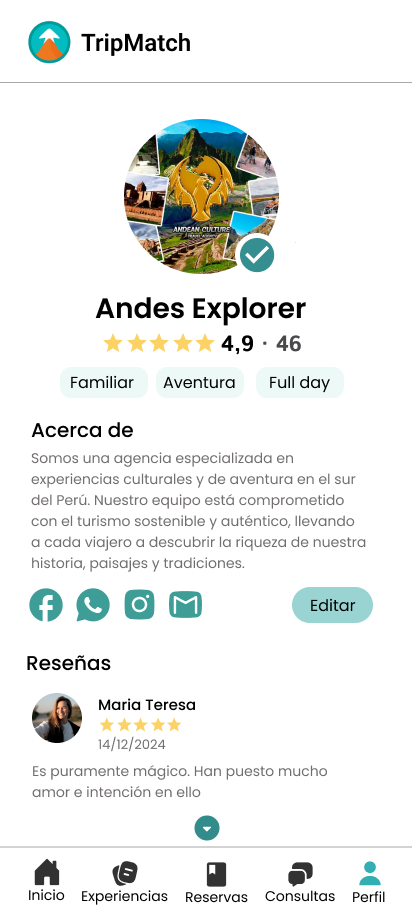 TripMatch
ANDEAN CULTURE
TRAVEL AGENCY
Andes Explorer
4,9 · 46
Familiar Aventura Full day
Acerca de
Somos una agencia especializada en
experiencias culturales y de aventura en el sur
del Perú. Nuestro equipo está comprometido
con el turismo sostenible y auténtico, llevando
a cada viajero a descubrir la riqueza de nuestra
historia, paisajes y tradiciones.
Editar
Reseñas
Maria Teresa
14/12/2024
Es puramente mágico. Han puesto mucho
amor e intención en ello
Inicio Experiencias Reservas Consultas Perfil